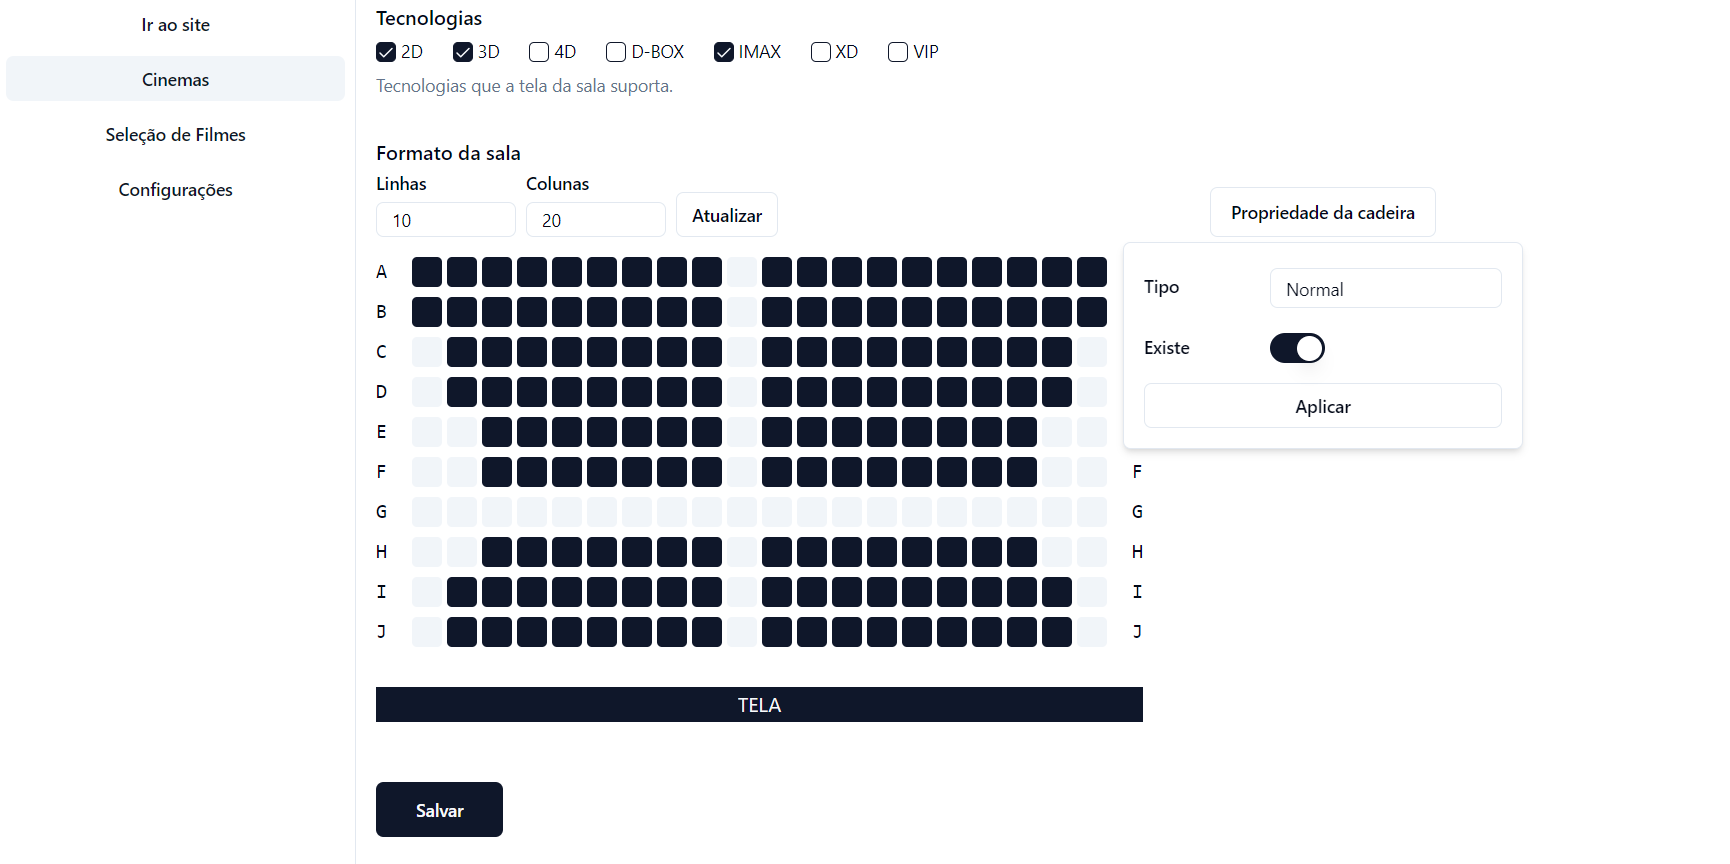 Ir ao site
Cinemas
Seleção de Filmes
Configurações
Tecnologias
2D 3D 4D D-BOX IMAX XD VIP
Tecnologias que a tela da sala suporta.
Formato da sala
Linhas Colunas
10 20 Atualizar
Propriedade da cadeira
Tipo Normal
Existe
Aplicar
A
B
C
D
E
F F
G G
H H
I I
J J
TELA
Salvar